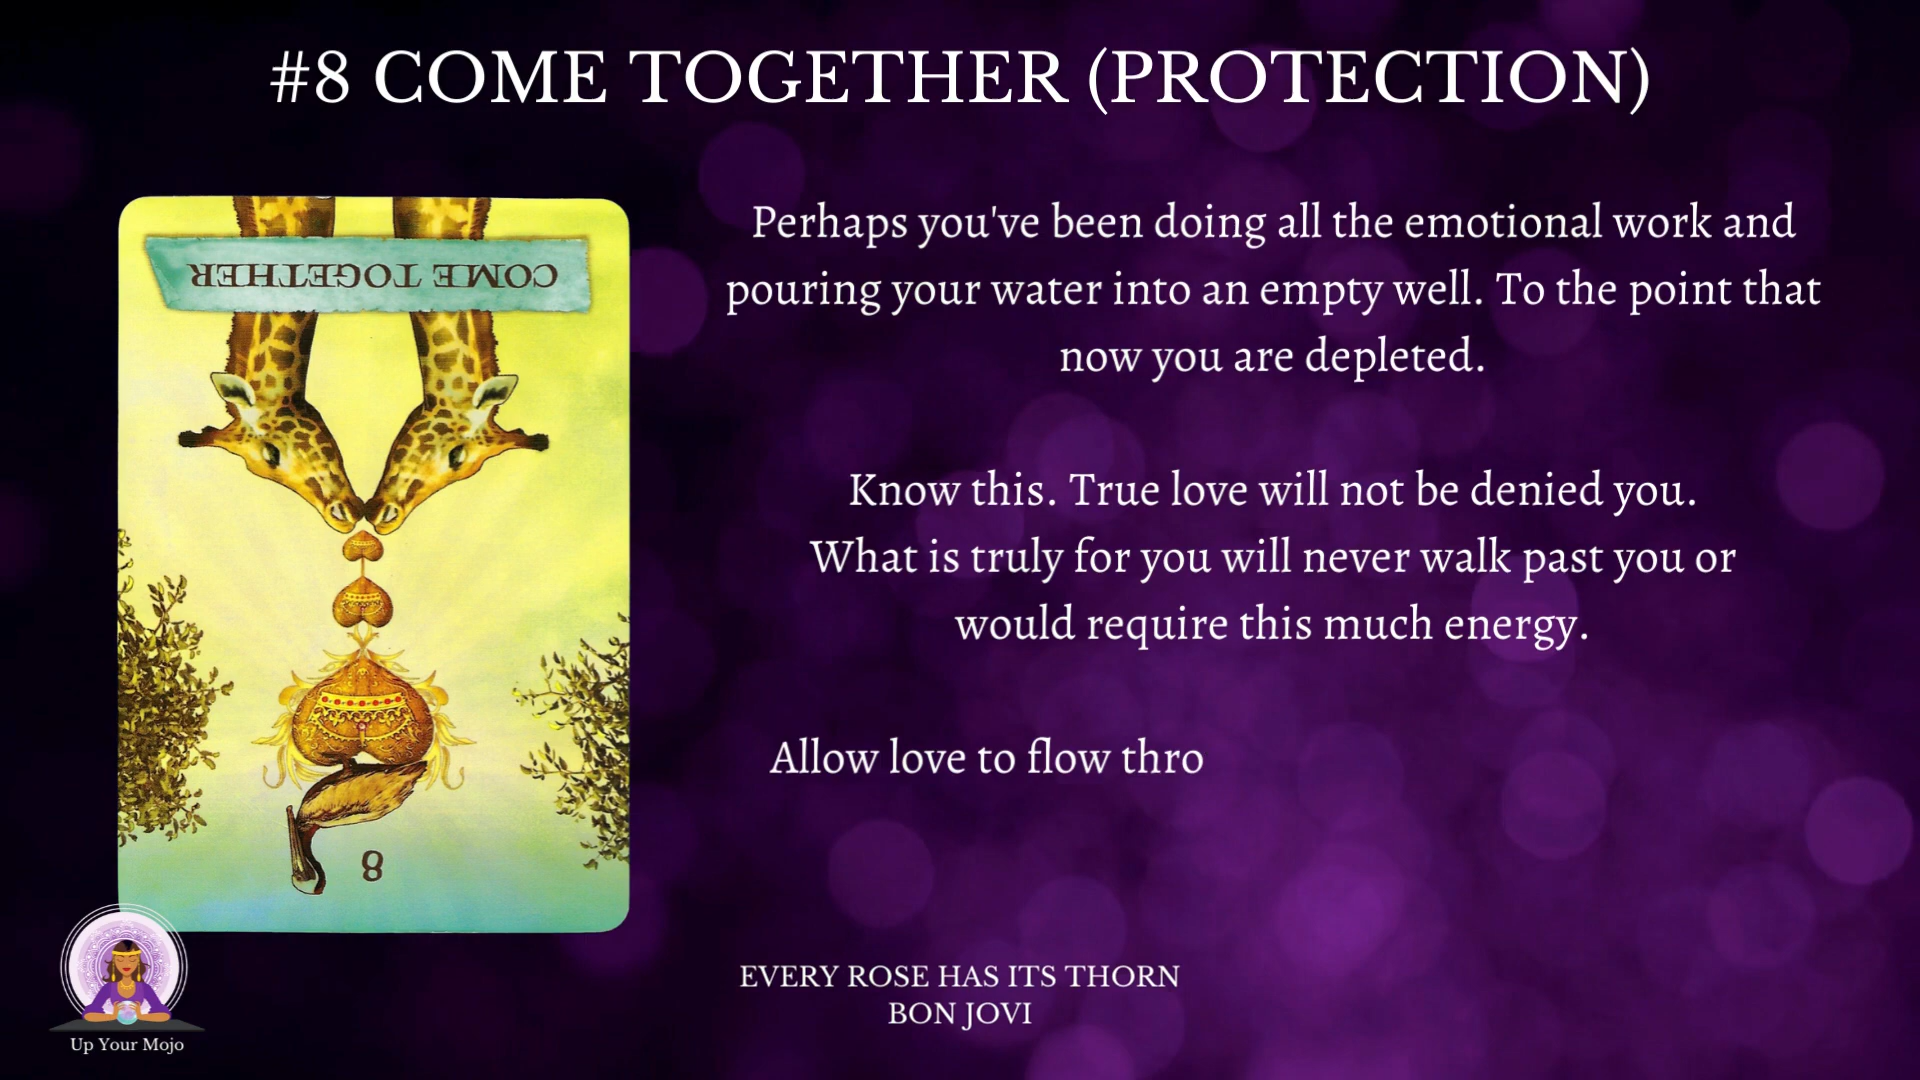 #8 COME TOGETHER (PROTECTION)
COME TOGETHER
8
Perhaps you've been doing all the emotional work and
pouring your water into an empty well. To the point that
now you are depleted.
Know this. True love will not be denied you.
What is truly for you will never walk past you or
would require this much energy.
Allow love to flow thro
EVERY ROSE HAS ITS THORN
BON JOVI
Up Your Mojo